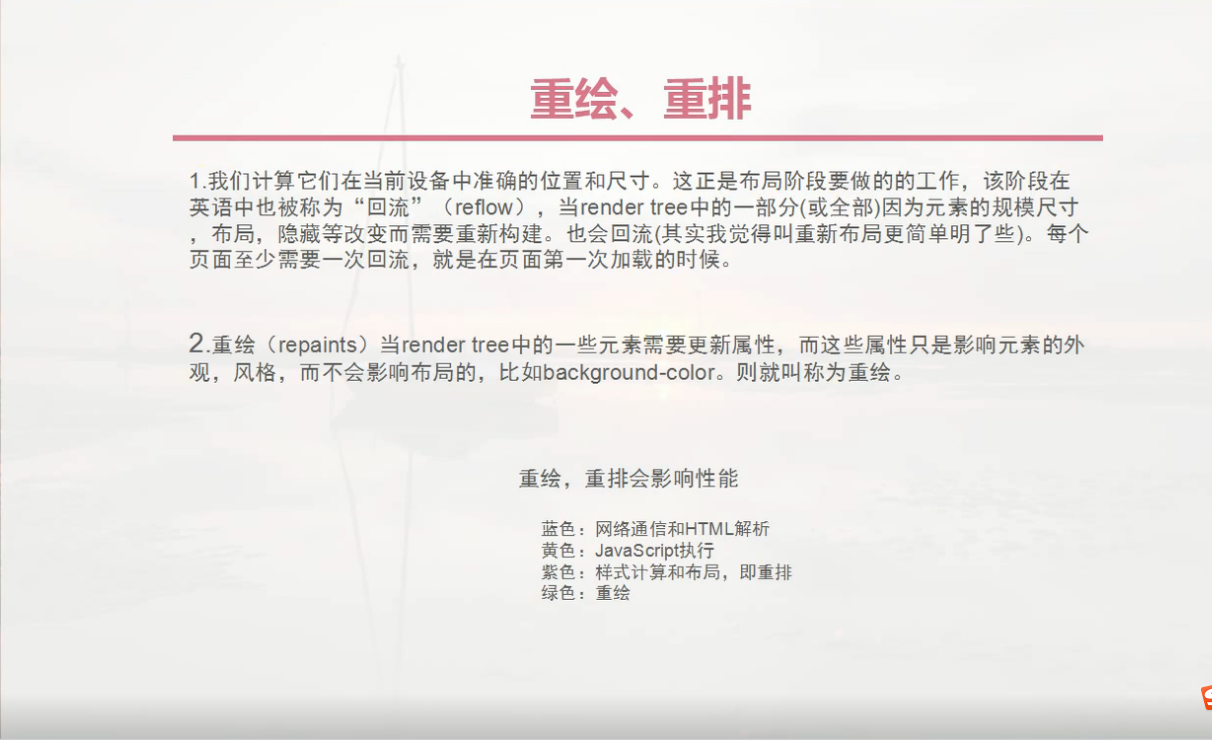 重绘、重排
1.我们计算它们在当前设备中准确的位置和尺寸。这正是布局阶段要做的的工作，该阶段在
英语中也被称为“回流”（reflow），当render tree中的一部分(或全部)因为元素的规模尺寸
，布局，隐藏等改变而需要重新构建。也会回流(其实我觉得叫重新布局更简单明了些)。每个
页面至少需要一次回流，就是在页面第一次加载的时候。
2.重绘（repaints）当render tree中的一些元素需要更新属性，而这些属性只是影响元素的外
观，风格，而不会影响布局的，比如background-color。则就叫称为重绘。
重绘，重排会影响性能
蓝色：网络通信和HTML解析
黄色：JavaScript执行
紫色：样式计算和布局，即重排
绿色：重绘